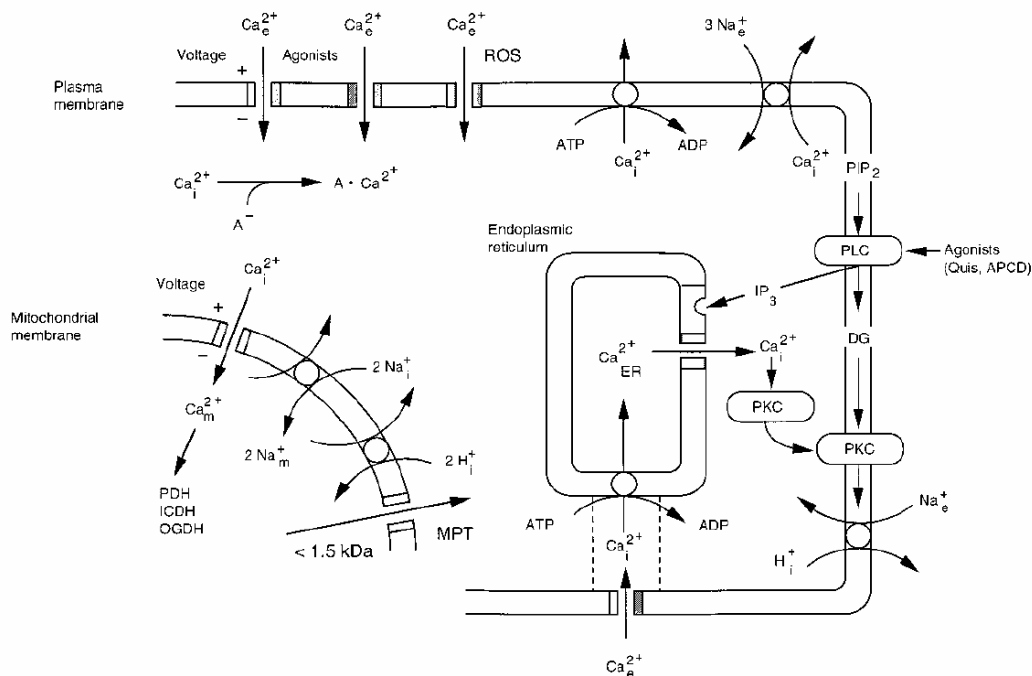 Ca²⁺ₑ
Ca²⁺ₑ
Ca²⁺ₑ
3 Na⁺ₑ
Voltage
Agonists
ROS
+
Plasma
membrane
−
ATP
ADP
Ca²⁺ᵢ
Ca²⁺ᵢ
PIP₂
Ca²⁺ᵢ
A · Ca²⁺
A⁻
Endoplasmic
reticulum
PLC
Agonists
(Quis, APCD)
Ca²⁺ᵢ
Voltage
IP₃
+
Mitochondrial
membrane
−
DG
2 Na⁺ᵢ
Ca²⁺
ER
Ca²⁺ᵢ
Ca²⁺ₘ
PKC
2 Na⁺ₘ
2 H⁺ᵢ
PKC
PDH
ICDH
OGDH
MPT
< 1.5 kDa
ATP
ADP
Na⁺ₑ
Ca²⁺ᵢ
H⁺ᵢ
Ca²⁺ₑ